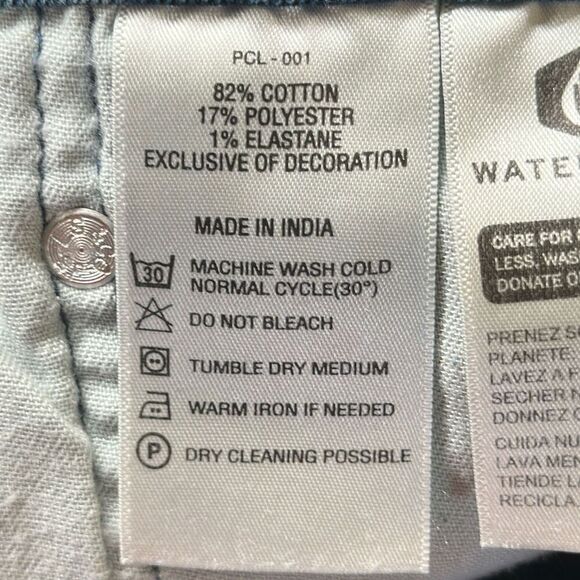 PCL - 001
82% COTTON
17% POLYESTER
1% ELASTANE
EXCLUSIVE OF DECORATION
MADE IN INDIA
30 MACHINE WASH COLD
NORMAL CYCLE(30°)
DO NOT BLEACH
TUMBLE DRY MEDIUM
WARM IRON IF NEEDED
P DRY CLEANING POSSIBLE
WATE
CARE FOR
LESS, WAS
DONATE
PRENEZ
PLANETE:
LAVEZ A
SECHER
DONNEZ
CUIDA NU
LAVA MEN
TIENDE LA
RECICLA